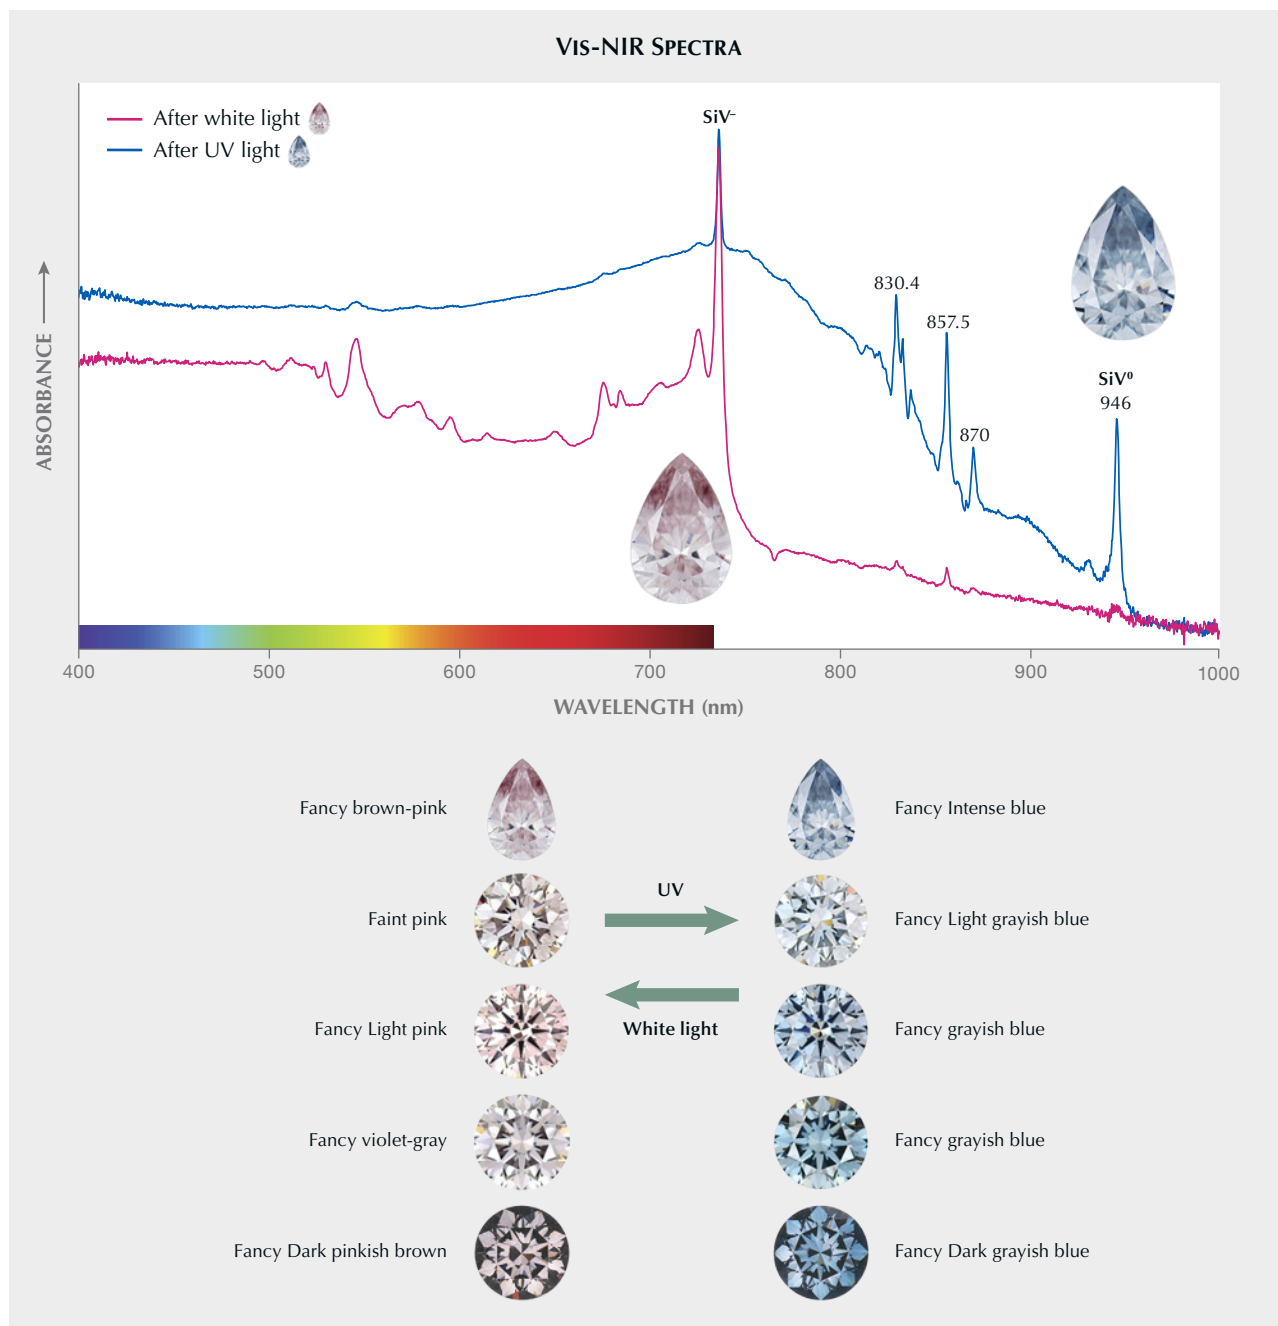 VIS-NIR SPECTRA
After white light
After UV light
SiV⁻
830.4
857.5
870
SiV⁰
946
ABSORBANCE
400 500 600 700 800 900 1000
WAVELENGTH (nm)
Fancy brown-pink
Fancy Intense blue
UV
Faint pink
Fancy Light grayish blue
Fancy Light pink
White light
Fancy grayish blue
Fancy violet-gray
Fancy grayish blue
Fancy Dark pinkish brown
Fancy Dark grayish blue